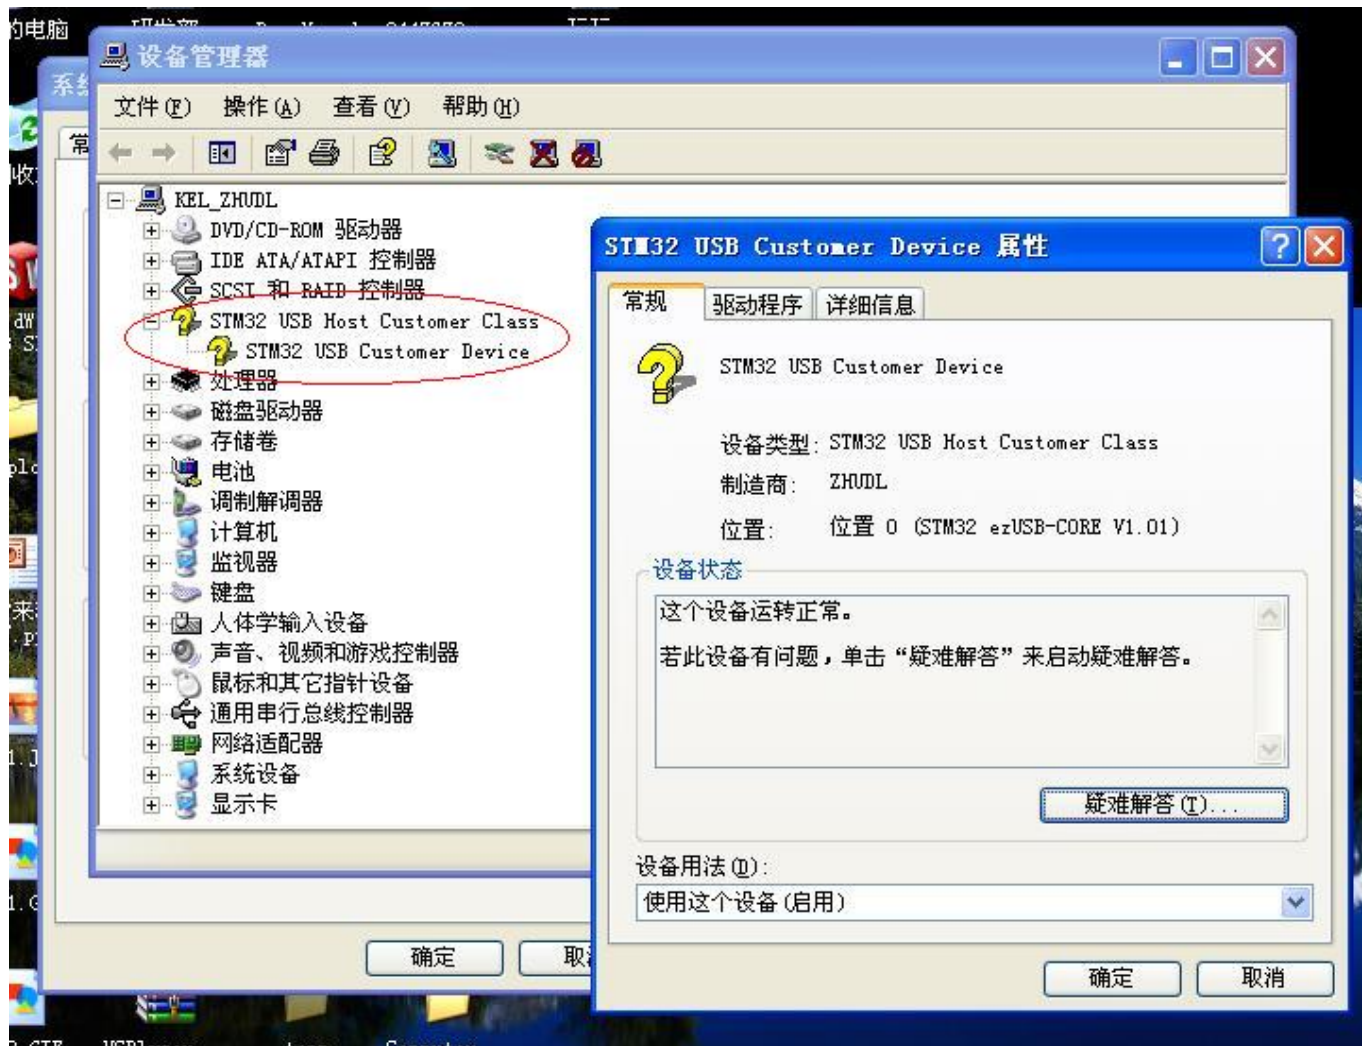 的电脑
设备管理器
文件(F) 操作(A) 查看(V) 帮助(H)
KEL_ZHUDL
DVD/CD-ROM 驱动器
IDE ATA/ATAPI 控制器
SCSI 和 RAID 控制器
STM32 USB Host Customer Class
STM32 USB Customer Device
处理器
磁盘驱动器
存储卷
电池
调制解调器
计算机
监视器
键盘
人体学输入设备
声音、视频和游戏控制器
鼠标和其它指针设备
通用串行总线控制器
网络适配器
系统设备
显示卡
确定
STM32 USB Customer Device 属性
常规 驱动程序 详细信息
STM32 USB Customer Device
设备类型: STM32 USB Host Customer Class
制造商: ZHUDL
位置: 位置 0 (STM32 ezUSB-CORE V1.01)
设备状态
这个设备运转正常。
若此设备有问题，单击“疑难解答”来启动疑难解答。
疑难解答(T)...
设备用法(D):
使用这个设备(启用)
确定 取消